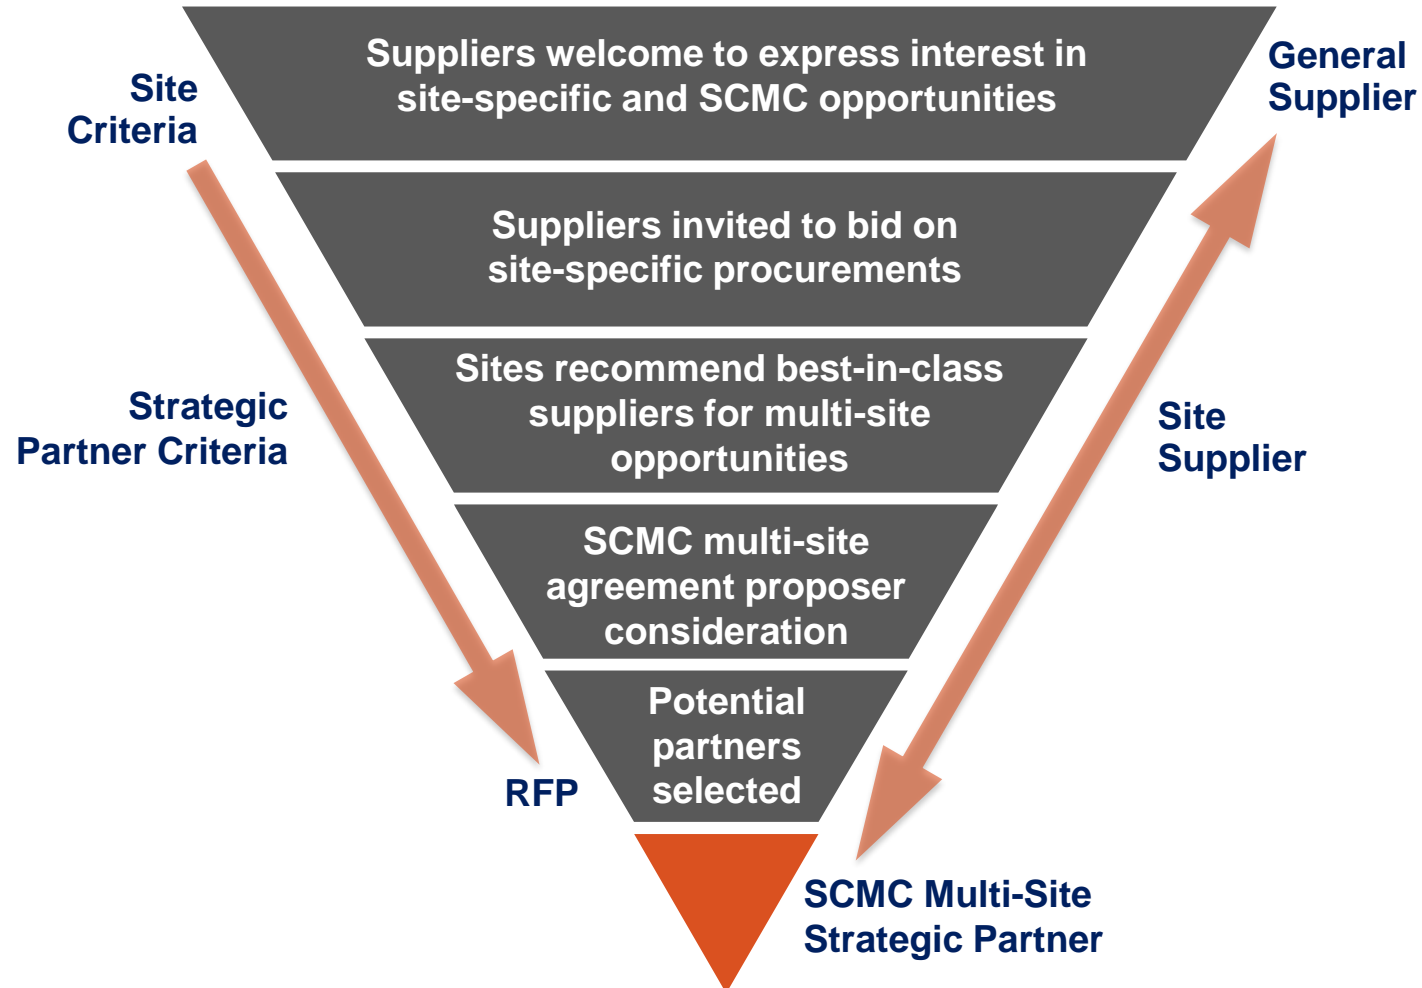 Suppliers welcome to express interest in
site-specific and SCMC opportunities
Site
Criteria
General
Supplier
Suppliers invited to bid on
site-specific procurements
Sites recommend best-in-class
suppliers for multi-site
opportunities
Strategic
Partner Criteria
Site
Supplier
SCMC multi-site
agreement proposer
consideration
Potential
partners
selected
RFP
SCMC Multi-Site
Strategic Partner